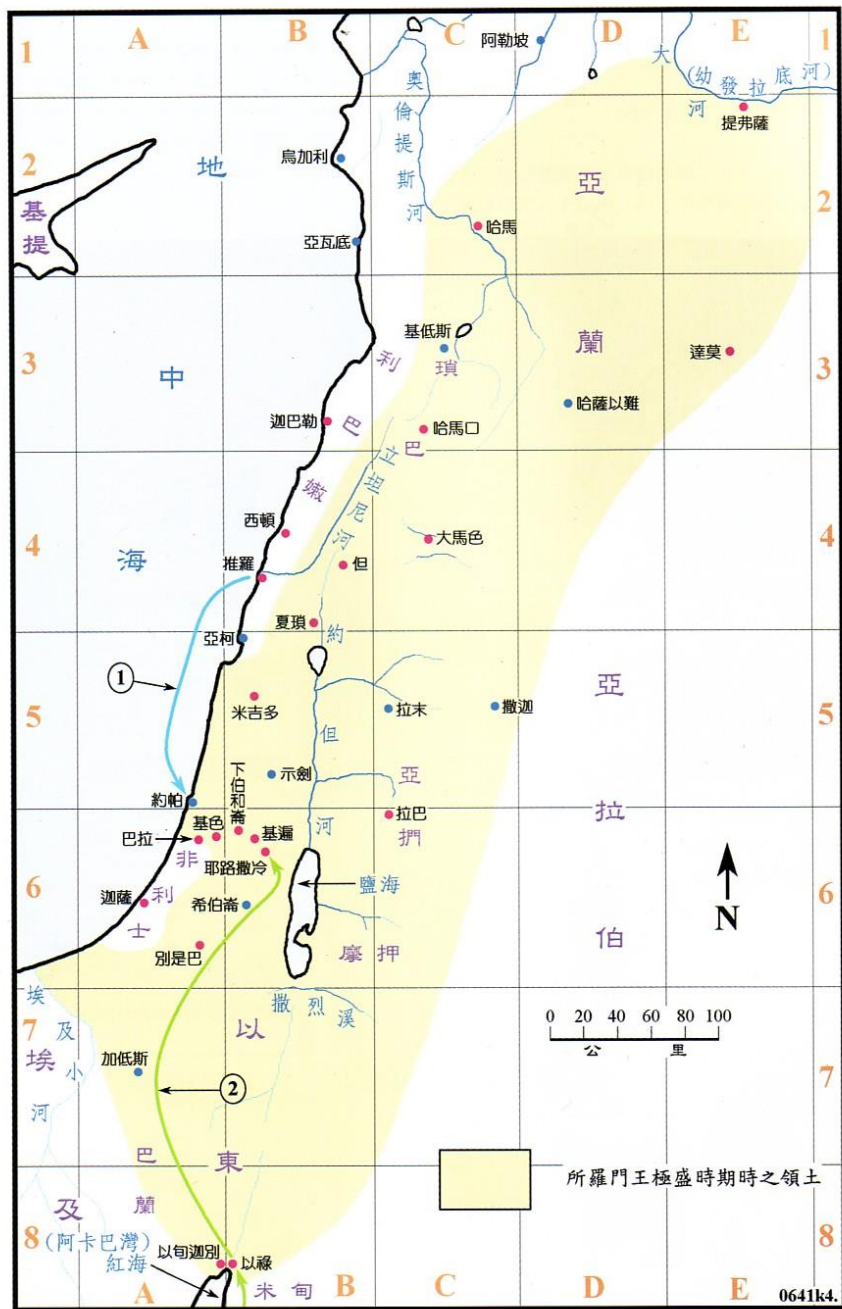 A B C D E
1 1
阿勒坡
大河
(幼發拉底河)
提弗薩
奧倫提斯河
2 2
地
烏加利
亞
基提
哈馬
亞瓦底
3 3
基低斯
利
瑣
蘭
達莫
中
哈薩以難
迦巴勒
巴
哈馬口
巴
嫩
立坦尼河
西頓
大馬色
4 4
海
推羅
但
夏瑣
約
亞柯
1
5 5
米吉多
拉末
撒迦
亞
示劍
但
下伯和崙
約帕
亞
基色
基遍
拉巴
捫
拉
巴拉
河
非
耶路撒冷
鹽海
N
6 6
迦薩
利
希伯崙
士
伯
別是巴
摩押
撒烈溪
埃及小河
7 7
以
0 20 40 60 80 100
公里
埃
加低斯
2
巴
東
所羅門王極盛時期時之領土
蘭
及
8 8
(阿卡巴灣)
以旬迦別
以祿
紅海
米甸
A B C D E
0641k4.